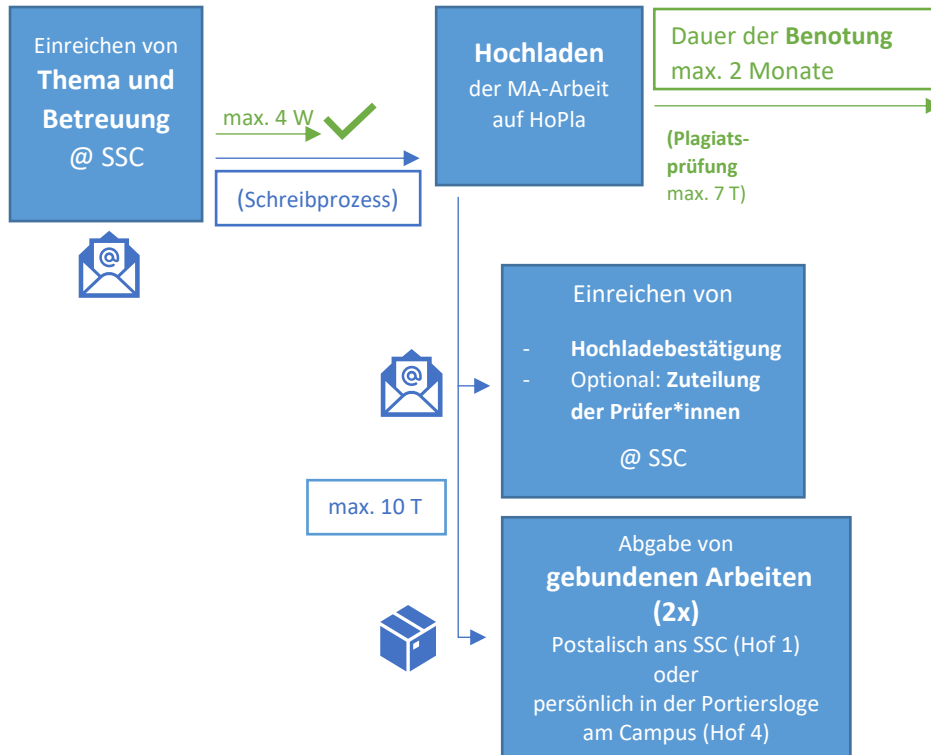 Einreichen von
Thema und
Betreuung
@ SSC
max. 4 W
(Schreibprozess)
Hochladen
der MA-Arbeit
auf HoPla
Dauer der Benotung
max. 2 Monate
(Plagiats-
prüfung
max. 7 T)
@
Einreichen von
- Hochladebestätigung
- Optional: Zuteilung
der Prüfer*innen
@ SSC
@
max. 10 T
Abgabe von
gebundenen Arbeiten
(2x)
Postalisch ans SSC (Hof 1)
oder
persönlich in der Portiersloge
am Campus (Hof 4)